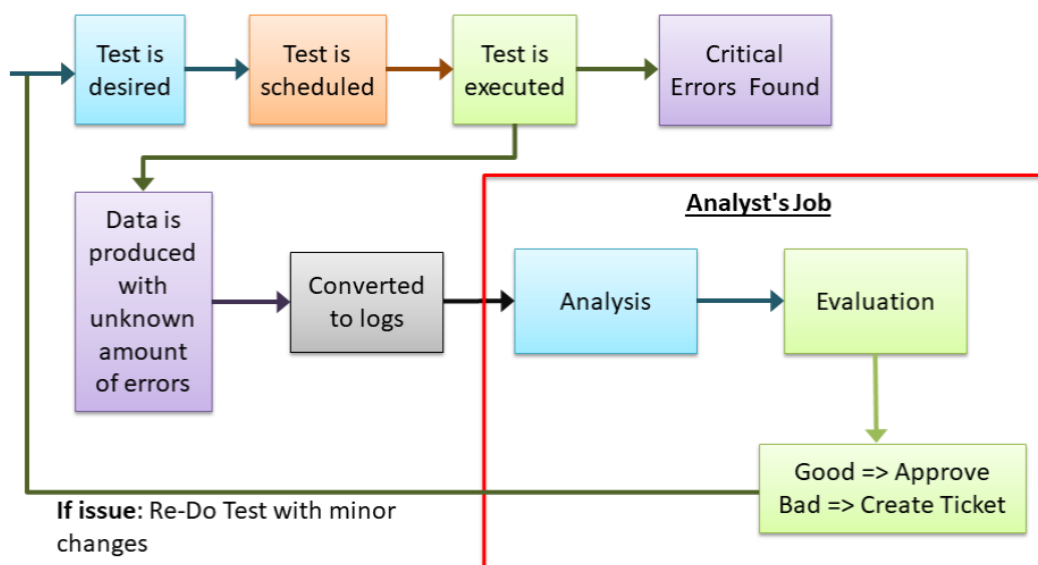 Test is
desired
Test is
scheduled
Test is
executed
Critical
Errors Found
Data is
produced
with
unknown
amount
of errors
Converted
to logs
Analyst's Job
Analysis
Evaluation
Good => Approve
Bad => Create Ticket
If issue: Re-Do Test with minor
changes